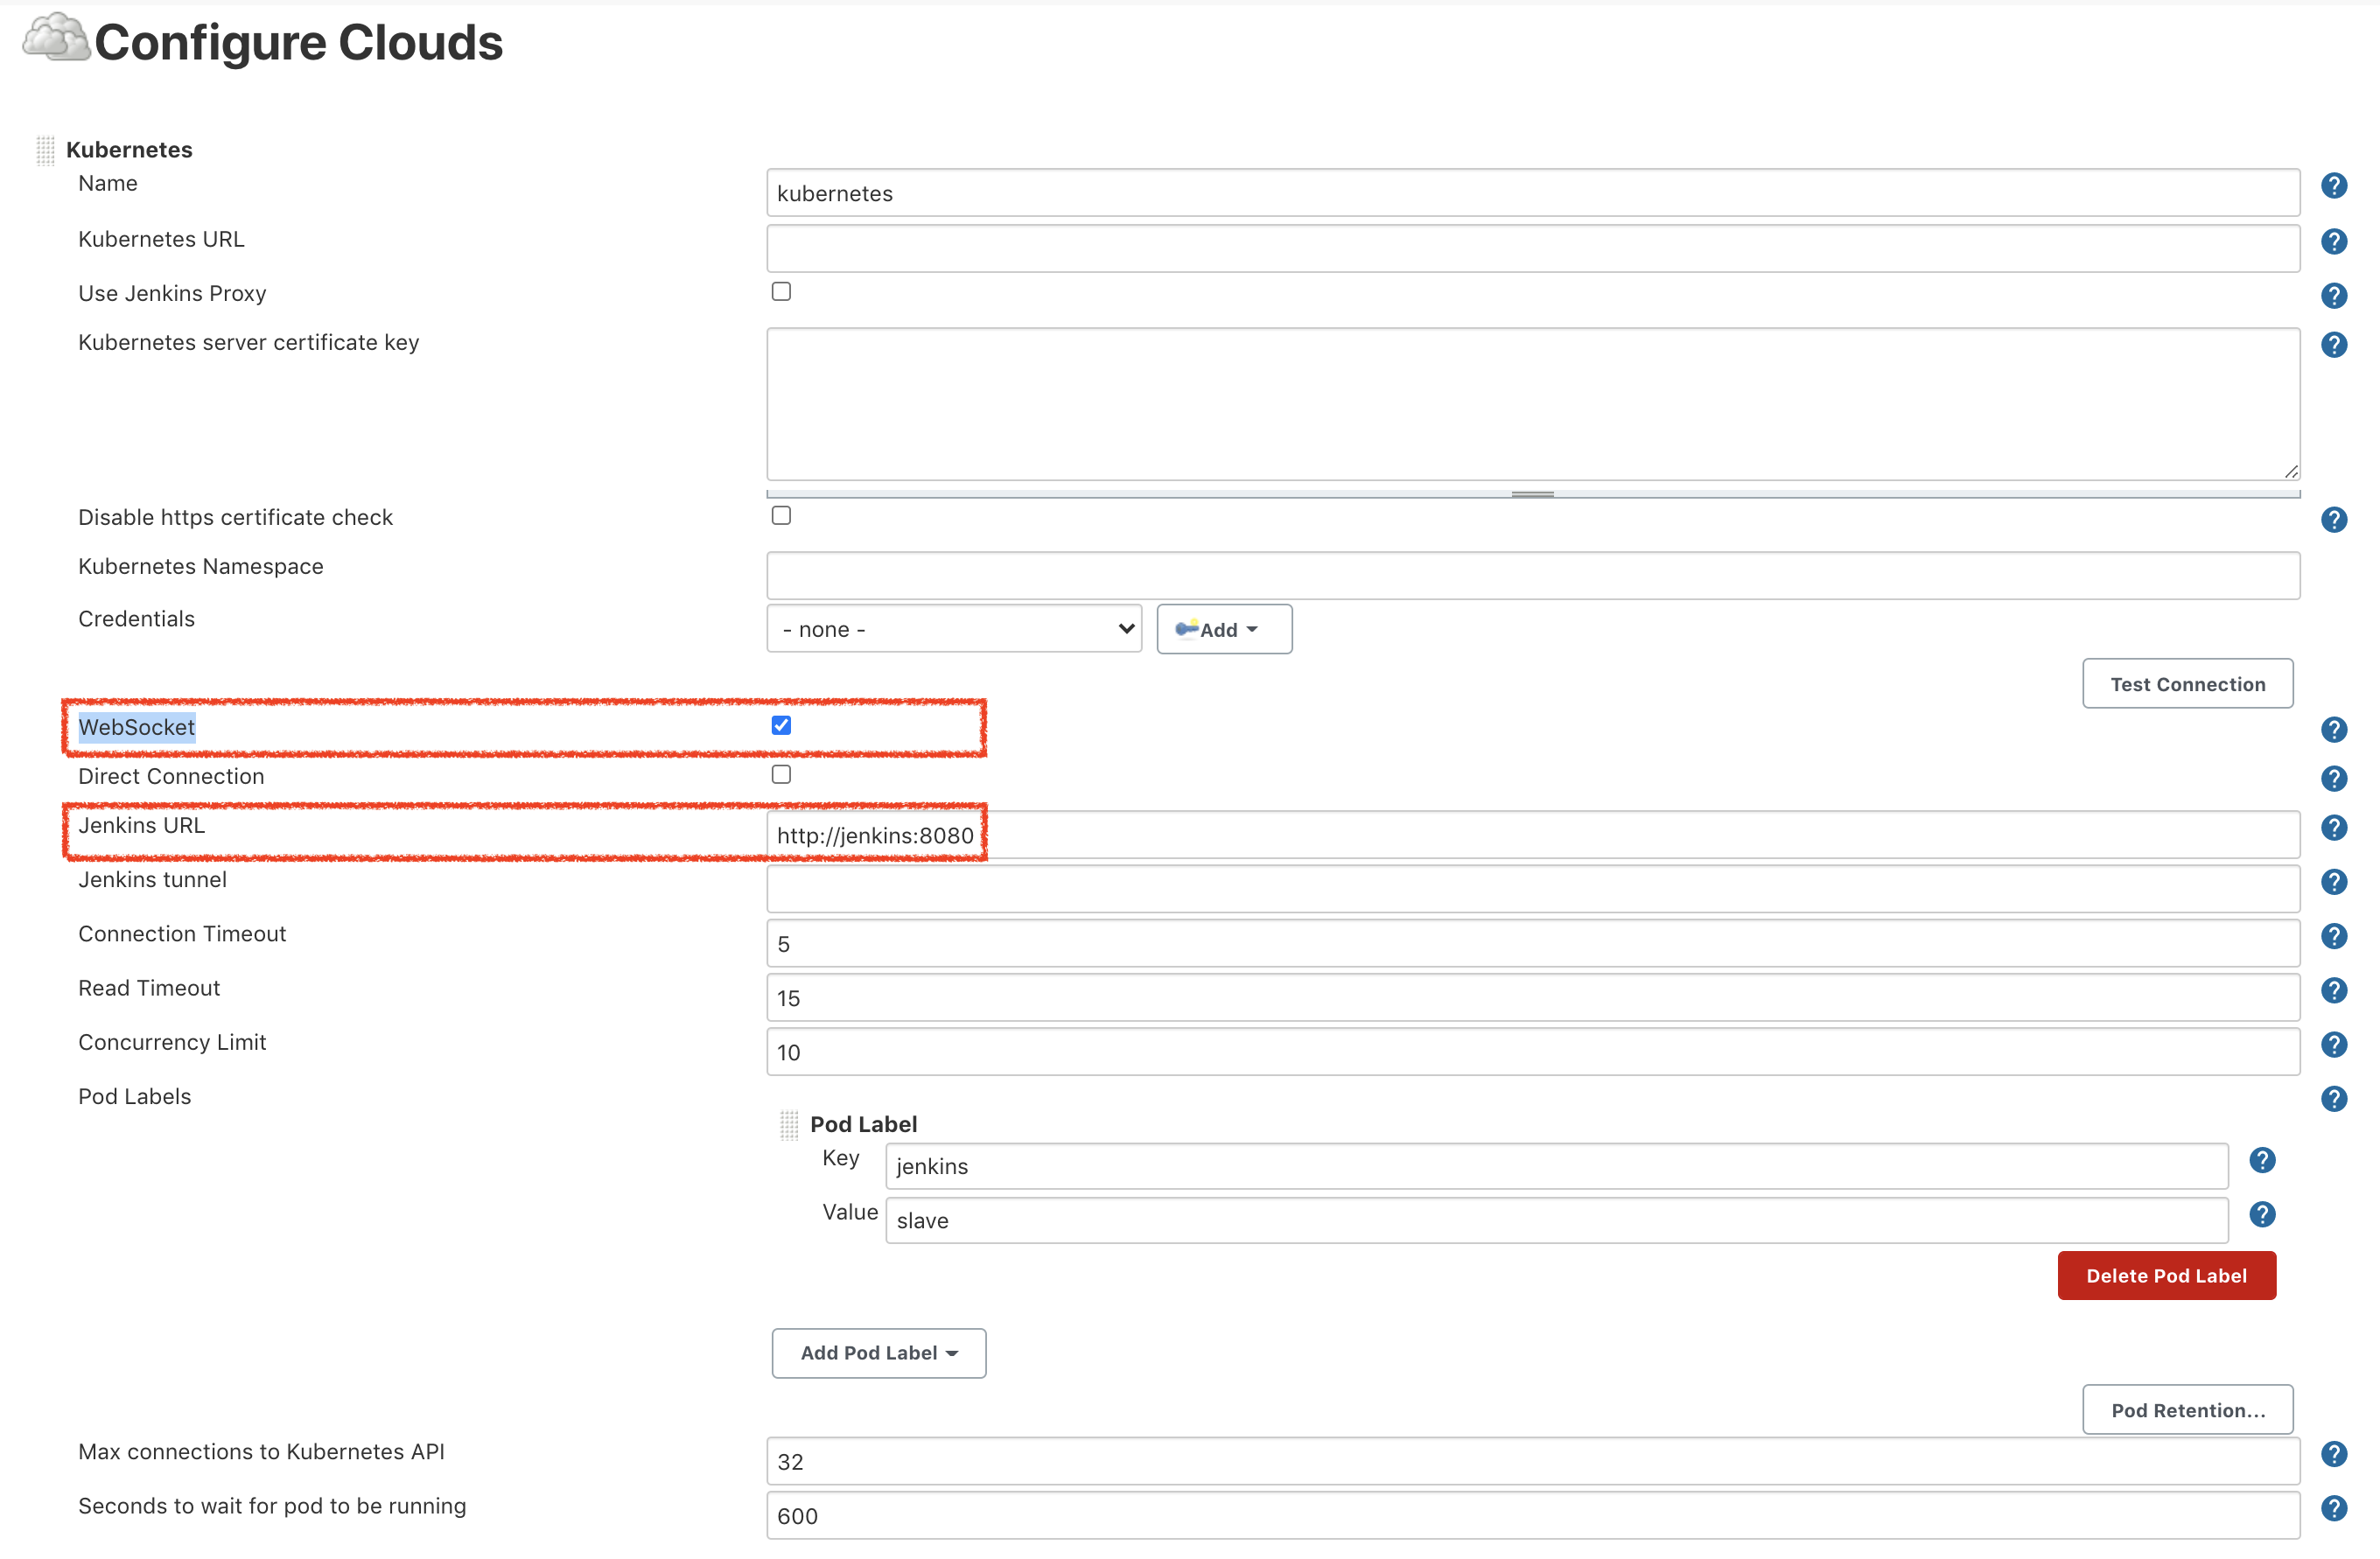 Configure Clouds
Kubernetes
Name
kubernetes
Kubernetes URL
Use Jenkins Proxy
Kubernetes server certificate key
Disable https certificate check
Kubernetes Namespace
Credentials
- none -
Add
Test Connection
WebSocket
Direct Connection
Jenkins URL
http://jenkins:8080
Jenkins tunnel
Connection Timeout
5
Read Timeout
15
Concurrency Limit
10
Pod Labels
Pod Label
Key
jenkins
Value
slave
Delete Pod Label
Add Pod Label
Pod Retention...
Max connections to Kubernetes API
32
Seconds to wait for pod to be running
600